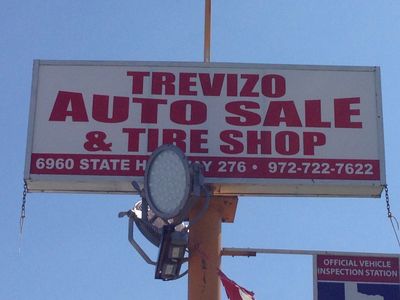 TREVIZO
AUTO SALE
& TIRE SHOP
6960 STATE H Y 276 • 972-722-7622
OFFICIAL VEHICLE
INSPECTION STATION